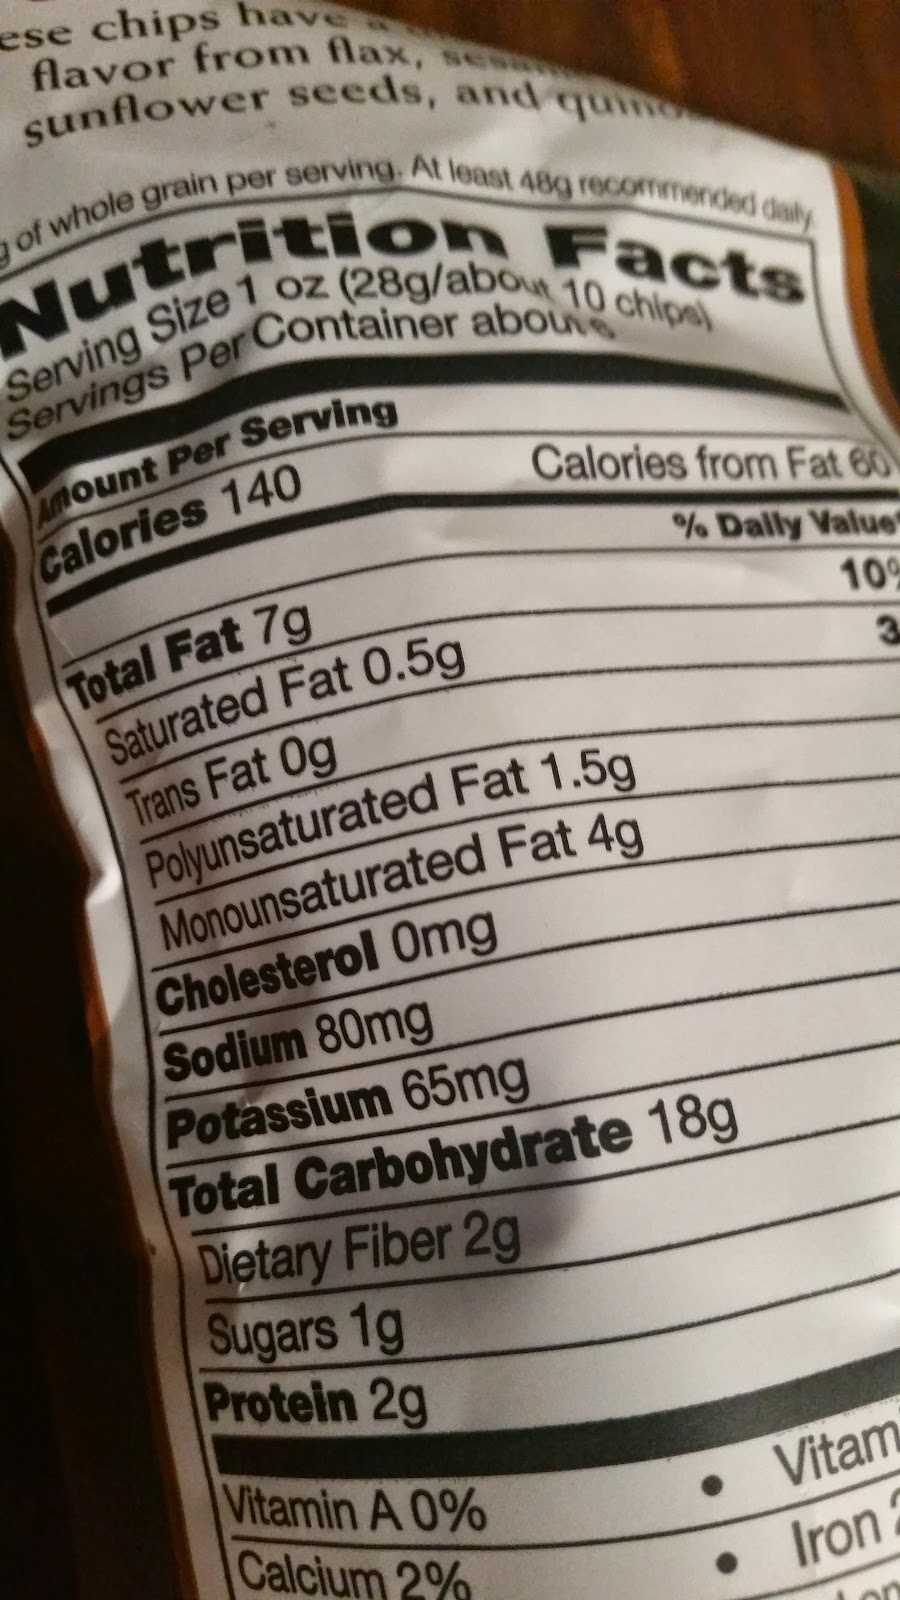 ese chips have a
flavor from flax,
sunflower seeds, and
g of whole grain per serving. At least 48g recommended daily.
Nutrition Facts
Serving Size 1 oz (28g/about 10 chips)
Servings Per Container about
Amount Per Serving
Calories 140 Calories from Fat 60
% Daily Value*
Total Fat 7g 10%
Saturated Fat 0.5g 3
Trans Fat 0g
Polyunsaturated Fat 1.5g
Monounsaturated Fat 4g
Cholesterol 0mg
Sodium 80mg
Potassium 65mg
Total Carbohydrate 18g
Dietary Fiber 2g
Sugars 1g
Protein 2g
Vitamin A 0% • Vitam
Calcium 2% • Iron 2